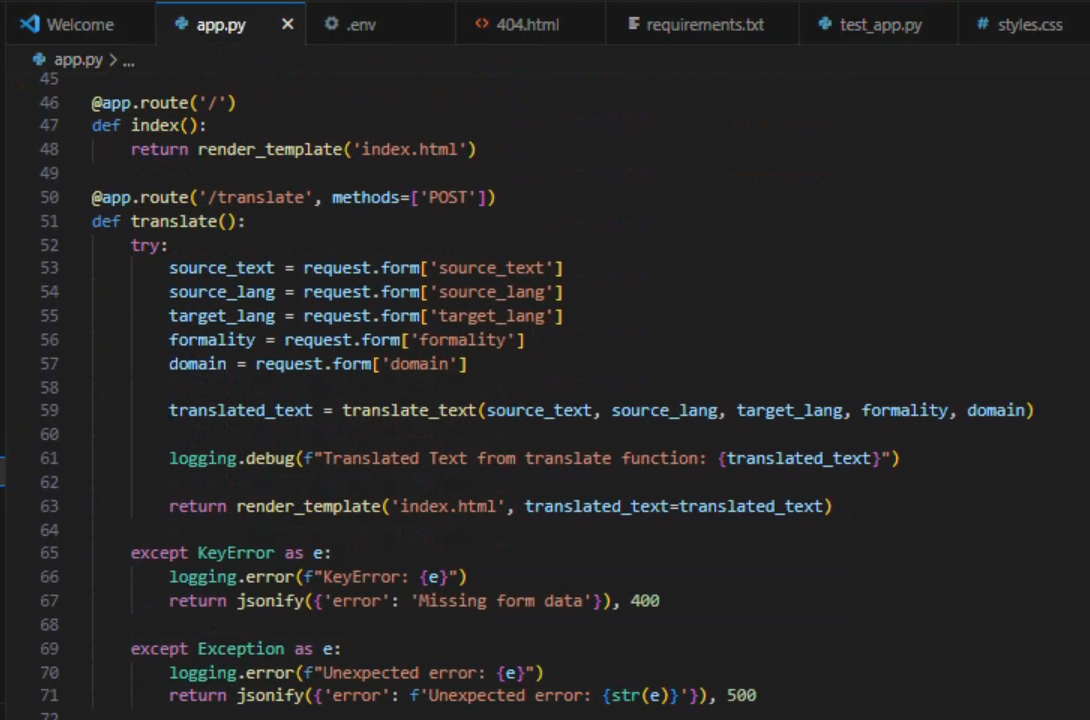 Welcome app.py × .env 404.html requirements.txt test_app.py styles.css
app.py > ...
45
46 @app.route('/')
47 def index():
48     return render_template('index.html')
49
50 @app.route('/translate', methods=['POST'])
51 def translate():
52     try:
53         source_text = request.form['source_text']
54         source_lang = request.form['source_lang']
55         target_lang = request.form['target_lang']
56         formality = request.form['formality']
57         domain = request.form['domain']
58
59         translated_text = translate_text(source_text, source_lang, target_lang, formality, domain)
60
61         logging.debug(f"Translated Text from translate function: {translated_text}")
62
63         return render_template('index.html', translated_text=translated_text)
64
65     except KeyError as e:
66         logging.error(f"KeyError: {e}")
67         return jsonify({'error': 'Missing form data'}), 400
68
69     except Exception as e:
70         logging.error(f"Unexpected error: {e}")
71         return jsonify({'error': f'Unexpected error: {str(e)}'}), 500
72